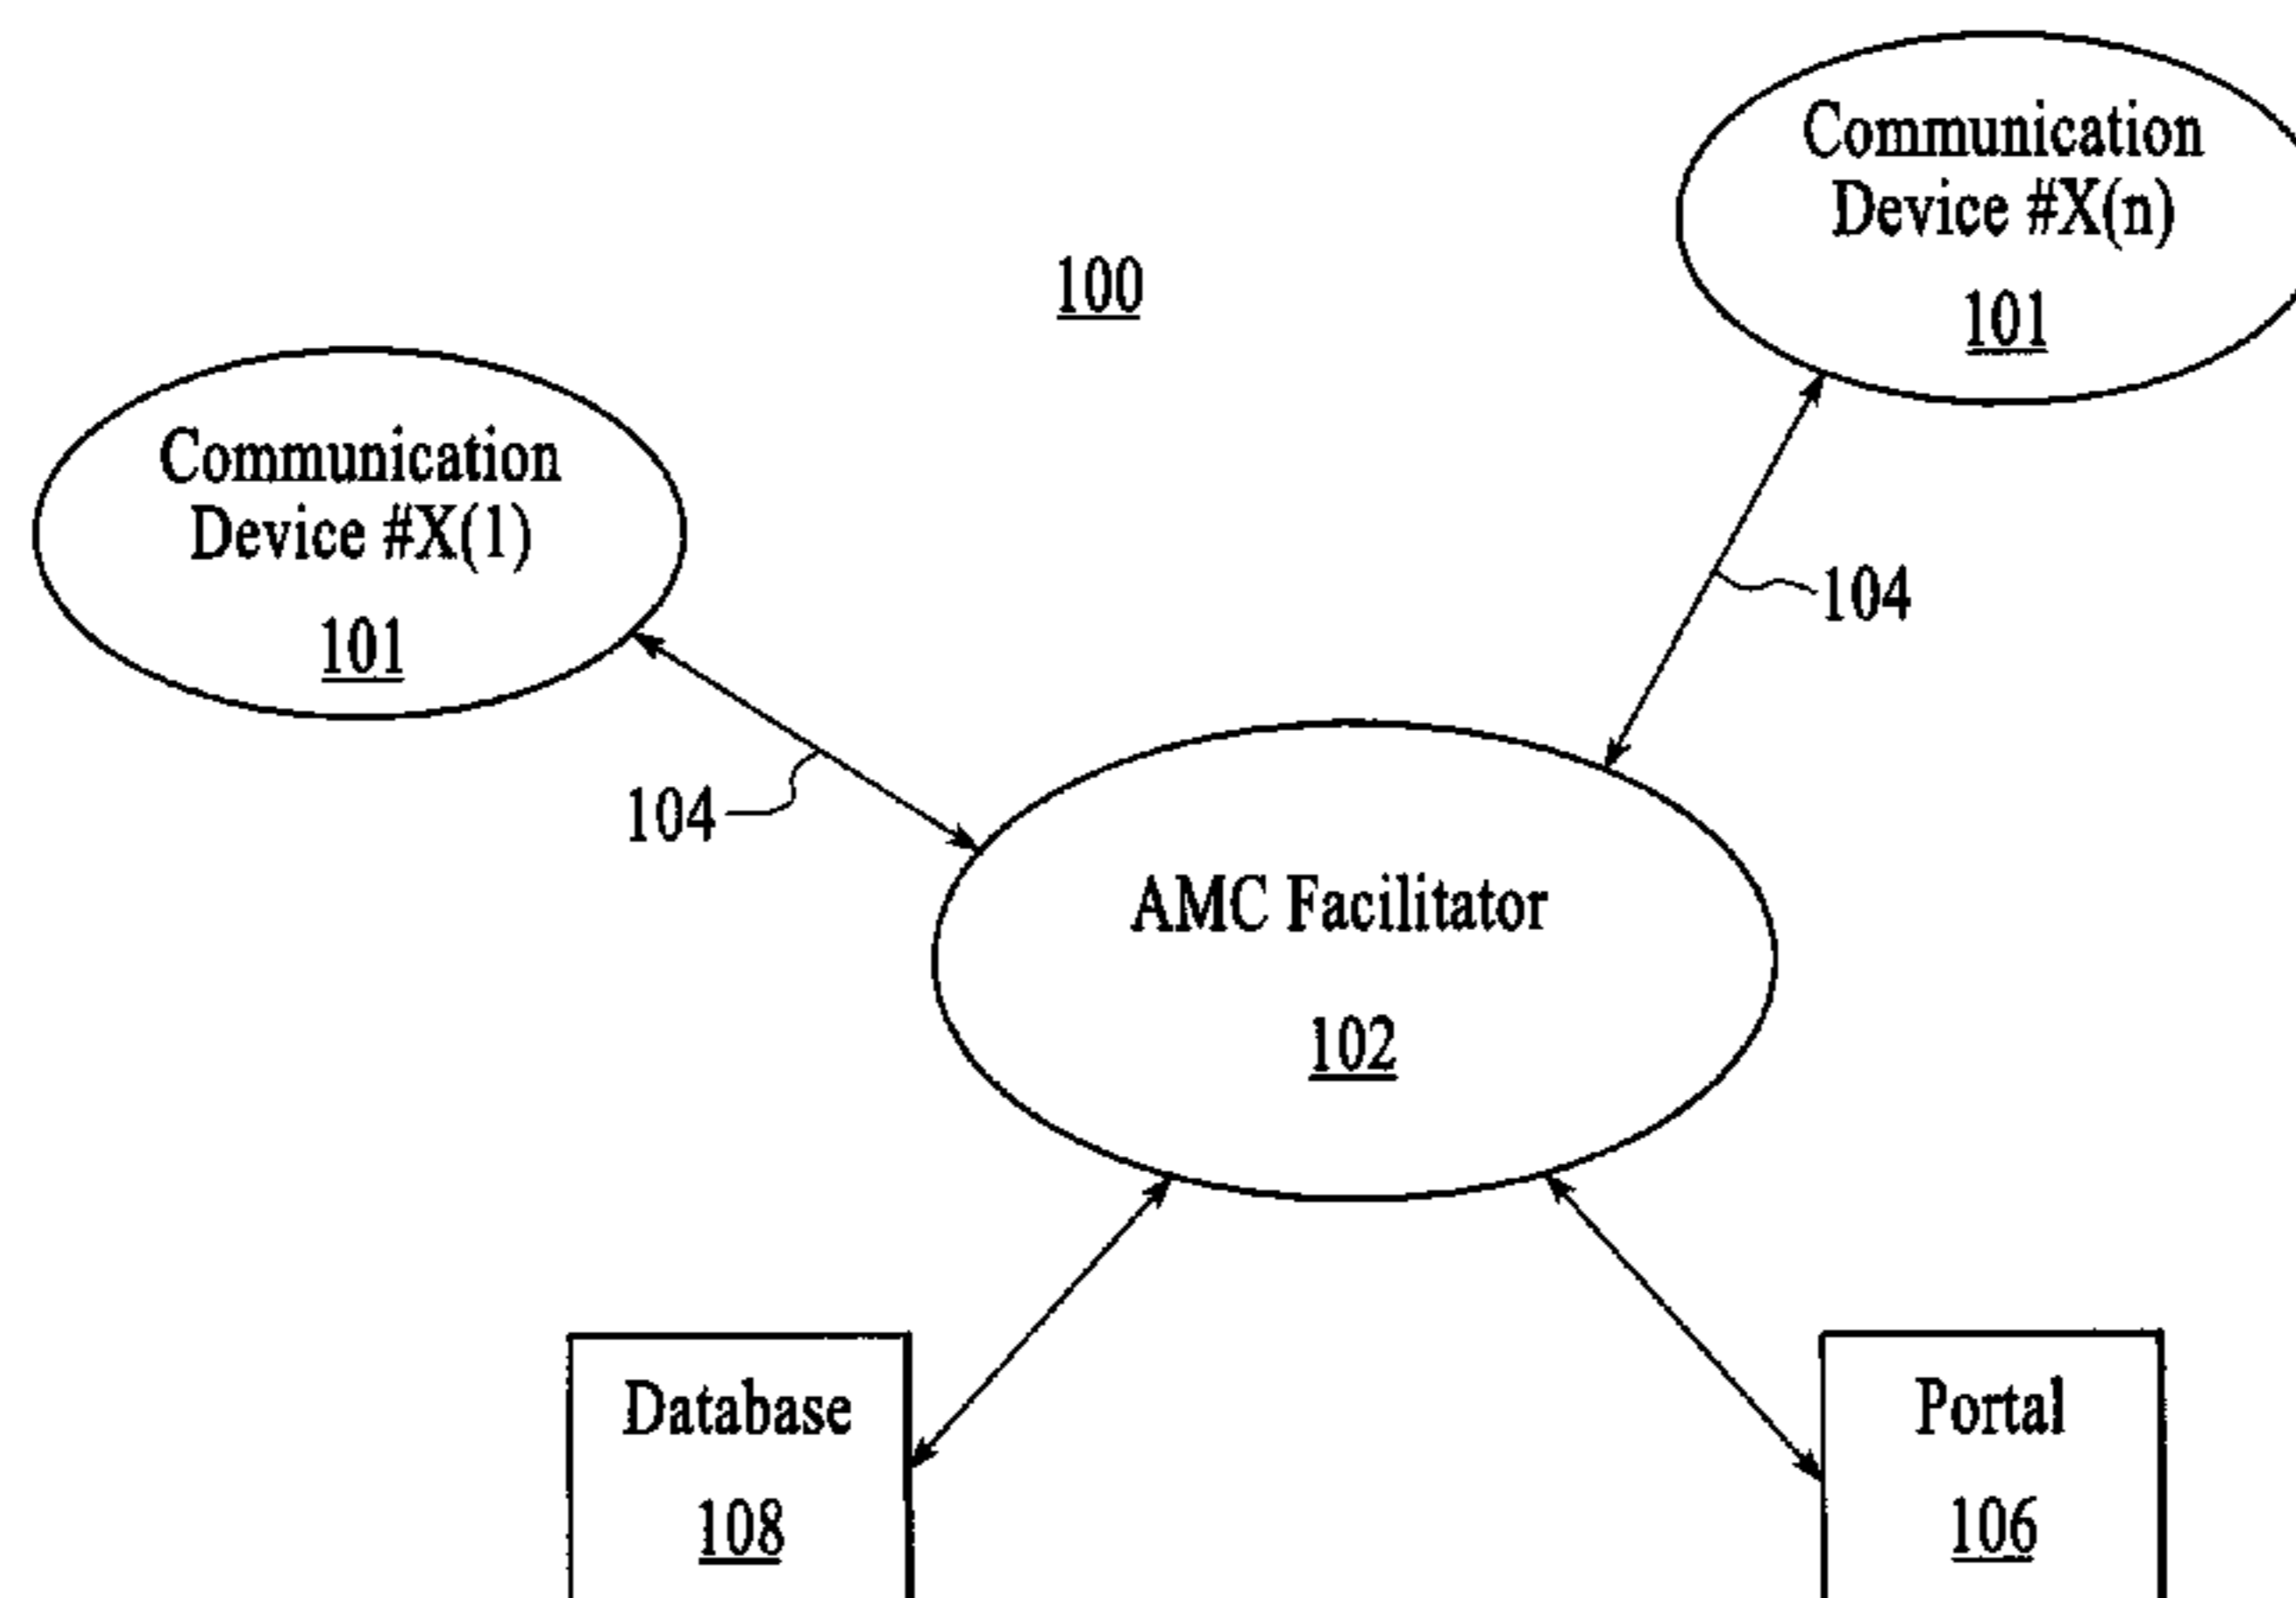 Communication
Device #X(n)
101
100
Communication
Device #X(1)
101
104
104
AMC Facilitator
102
Database
108
Portal
106